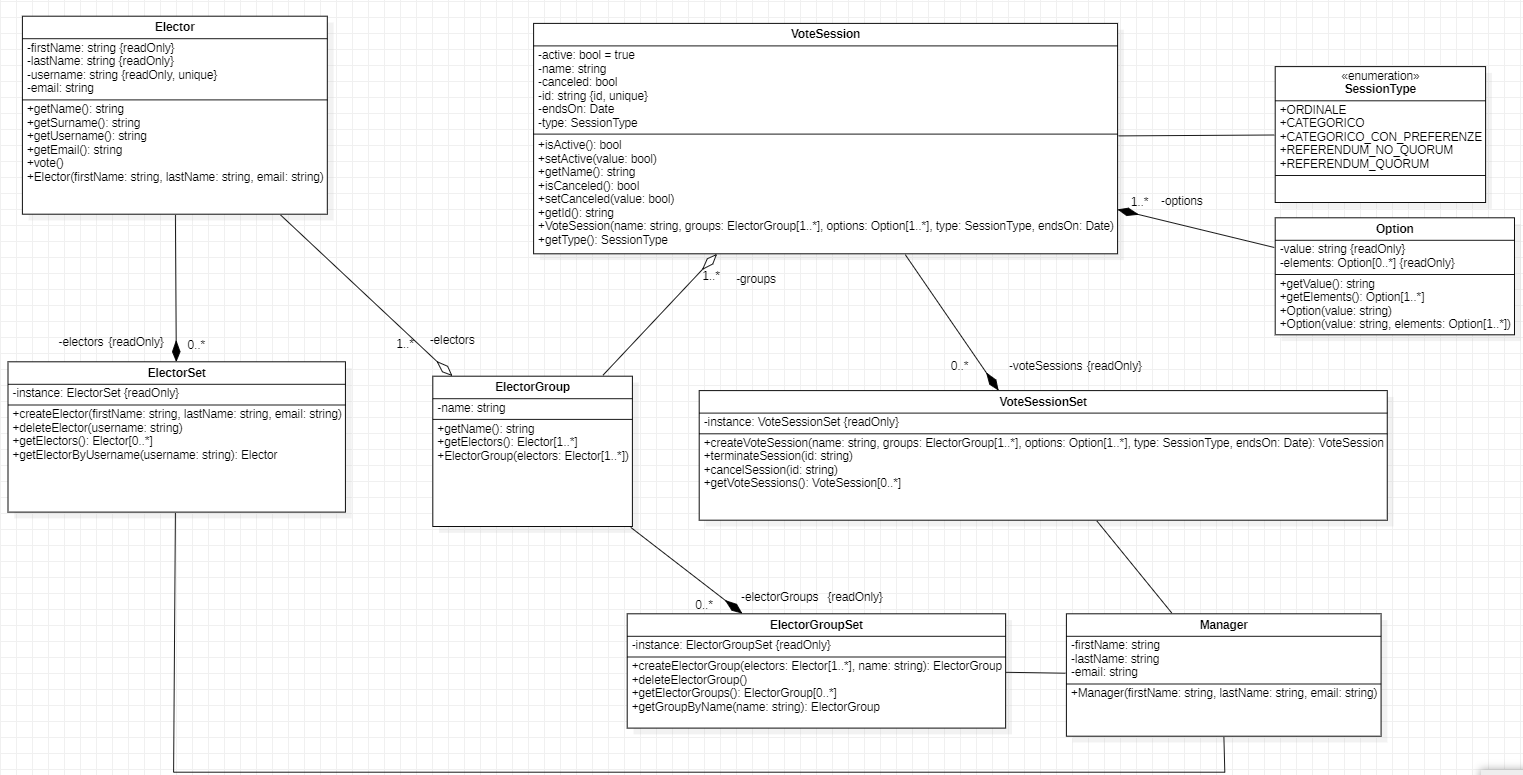 Elector
-firstName: string {readOnly}
-lastName: string {readOnly}
-username: string {readOnly, unique}
-email: string
+getName(): string
+getSurname(): string
+getUsername(): string
+getEmail(): string
+vote()
+Elector(firstName: string, lastName: string, email: string)
VoteSession
-active: bool = true
-name: string
-canceled: bool
-id: string {id, unique}
-endsOn: Date
-type: SessionType
+isActive(): bool
+setActive(value: bool)
+getName(): string
+isCanceled(): bool
+setCanceled(value: bool)
+getId(): string
+VoteSession(name: string, groups: ElectorGroup[1..*], options: Option[1..*], type: SessionType, endsOn: Date)
+getType(): SessionType
«enumeration»
SessionType
+ORDINALE
+CATEGORICO
+CATEGORICO_CON_PREFERENZE
+REFERENDUM_NO_QUORUM
+REFERENDUM_QUORUM
1..* -options
Option
-value: string {readOnly}
-elements: Option[0..*] {readOnly}
+getValue(): string
+getElements(): Option[1..*]
+Option(value: string)
+Option(value: string, elements: Option[1..*])
1..* -groups
-electors {readOnly} 0..*
1..* -electors
0..* -voteSessions {readOnly}
ElectorSet
-instance: ElectorSet {readOnly}
+createElector(firstName: string, lastName: string, email: string)
+deleteElector(username: string)
+getElectors(): Elector[0..*]
+getElectorByUsername(username: string): Elector
ElectorGroup
-name: string
+getName(): string
+getElectors(): Elector[1..*]
+ElectorGroup(electors: Elector[1..*])
VoteSessionSet
-instance: VoteSessionSet {readOnly}
+createVoteSession(name: string, groups: ElectorGroup[1..*], options: Option[1..*], type: SessionType, endsOn: Date): VoteSession
+terminateSession(id: string)
+cancelSession(id: string)
+getVoteSessions(): VoteSession[0..*]
0..* -electorGroups {readOnly}
ElectorGroupSet
-instance: ElectorGroupSet {readOnly}
+createElectorGroup(electors: Elector[1..*], name: string): ElectorGroup
+deleteElectorGroup()
+getElectorGroups(): ElectorGroup[0..*]
+getGroupByName(name: string): ElectorGroup
Manager
-firstName: string
-lastName: string
-email: string
+Manager(firstName: string, lastName: string, email: string)